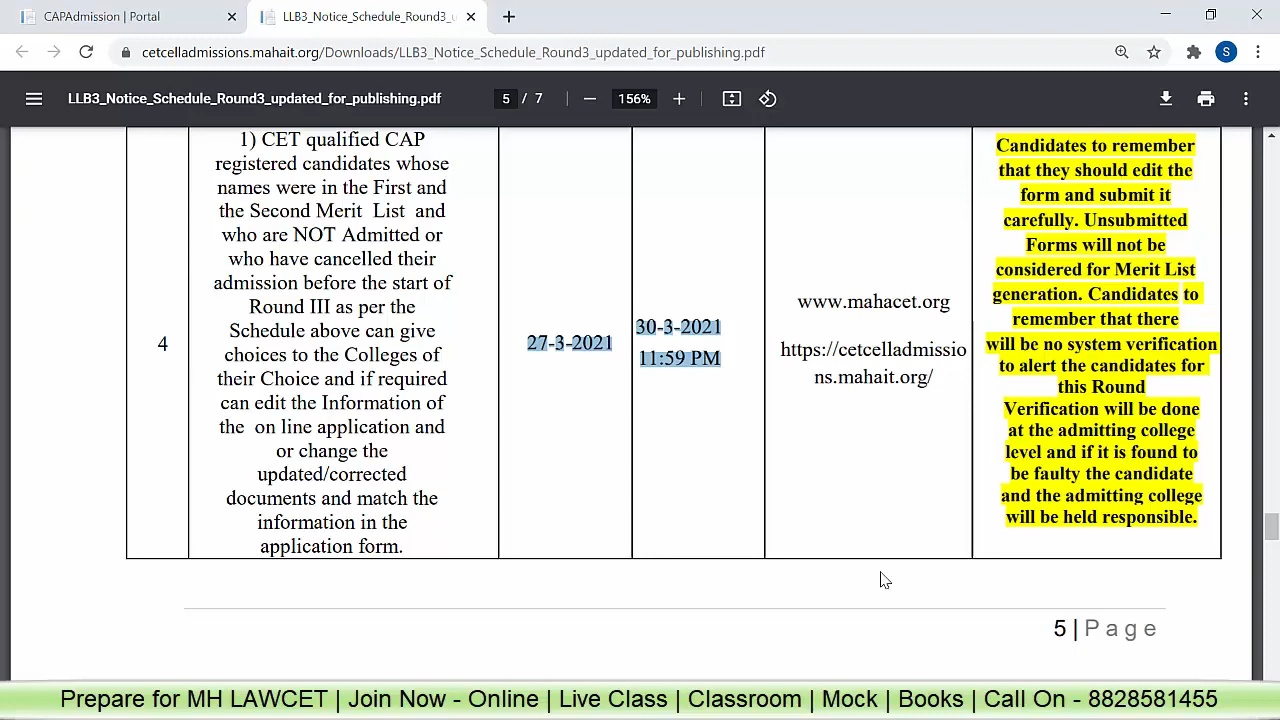 CAPAdmission | Portal
LLB3_Notice_Schedule_Round3_u
cetcelladmissions.mahait.org/Downloads/LLB3_Notice_Schedule_Round3_updated_for_publishing.pdf
S
LLB3_Notice_Schedule_Round3_updated_for_publishing.pdf
5 / 7
156%
4
1) CET qualified CAP
registered candidates whose
names were in the First and
the Second Merit List and
who are NOT Admitted or
who have cancelled their
admission before the start of
Round III as per the
Schedule above can give
choices to the Colleges of
their Choice and if required
can edit the Information of
the on line application and
or change the
updated/corrected
documents and match the
information in the
application form.
27-3-2021
30-3-2021
11:59 PM
www.mahacet.org
https://cetcelladmissio
ns.mahait.org/
Candidates to remember
that they should edit the
form and submit it
carefully. Unsubmitted
Forms will not be
considered for Merit List
generation. Candidates to
remember that there
will be no system verification
to alert the candidates for
this Round
Verification will be done
at the admitting college
level and if it is found to
be faulty the candidate
and the admitting college
will be held responsible.
5 | Page
Prepare for MH LAWCET | Join Now - Online | Live Class | Classroom | Mock | Books | Call On - 8828581455